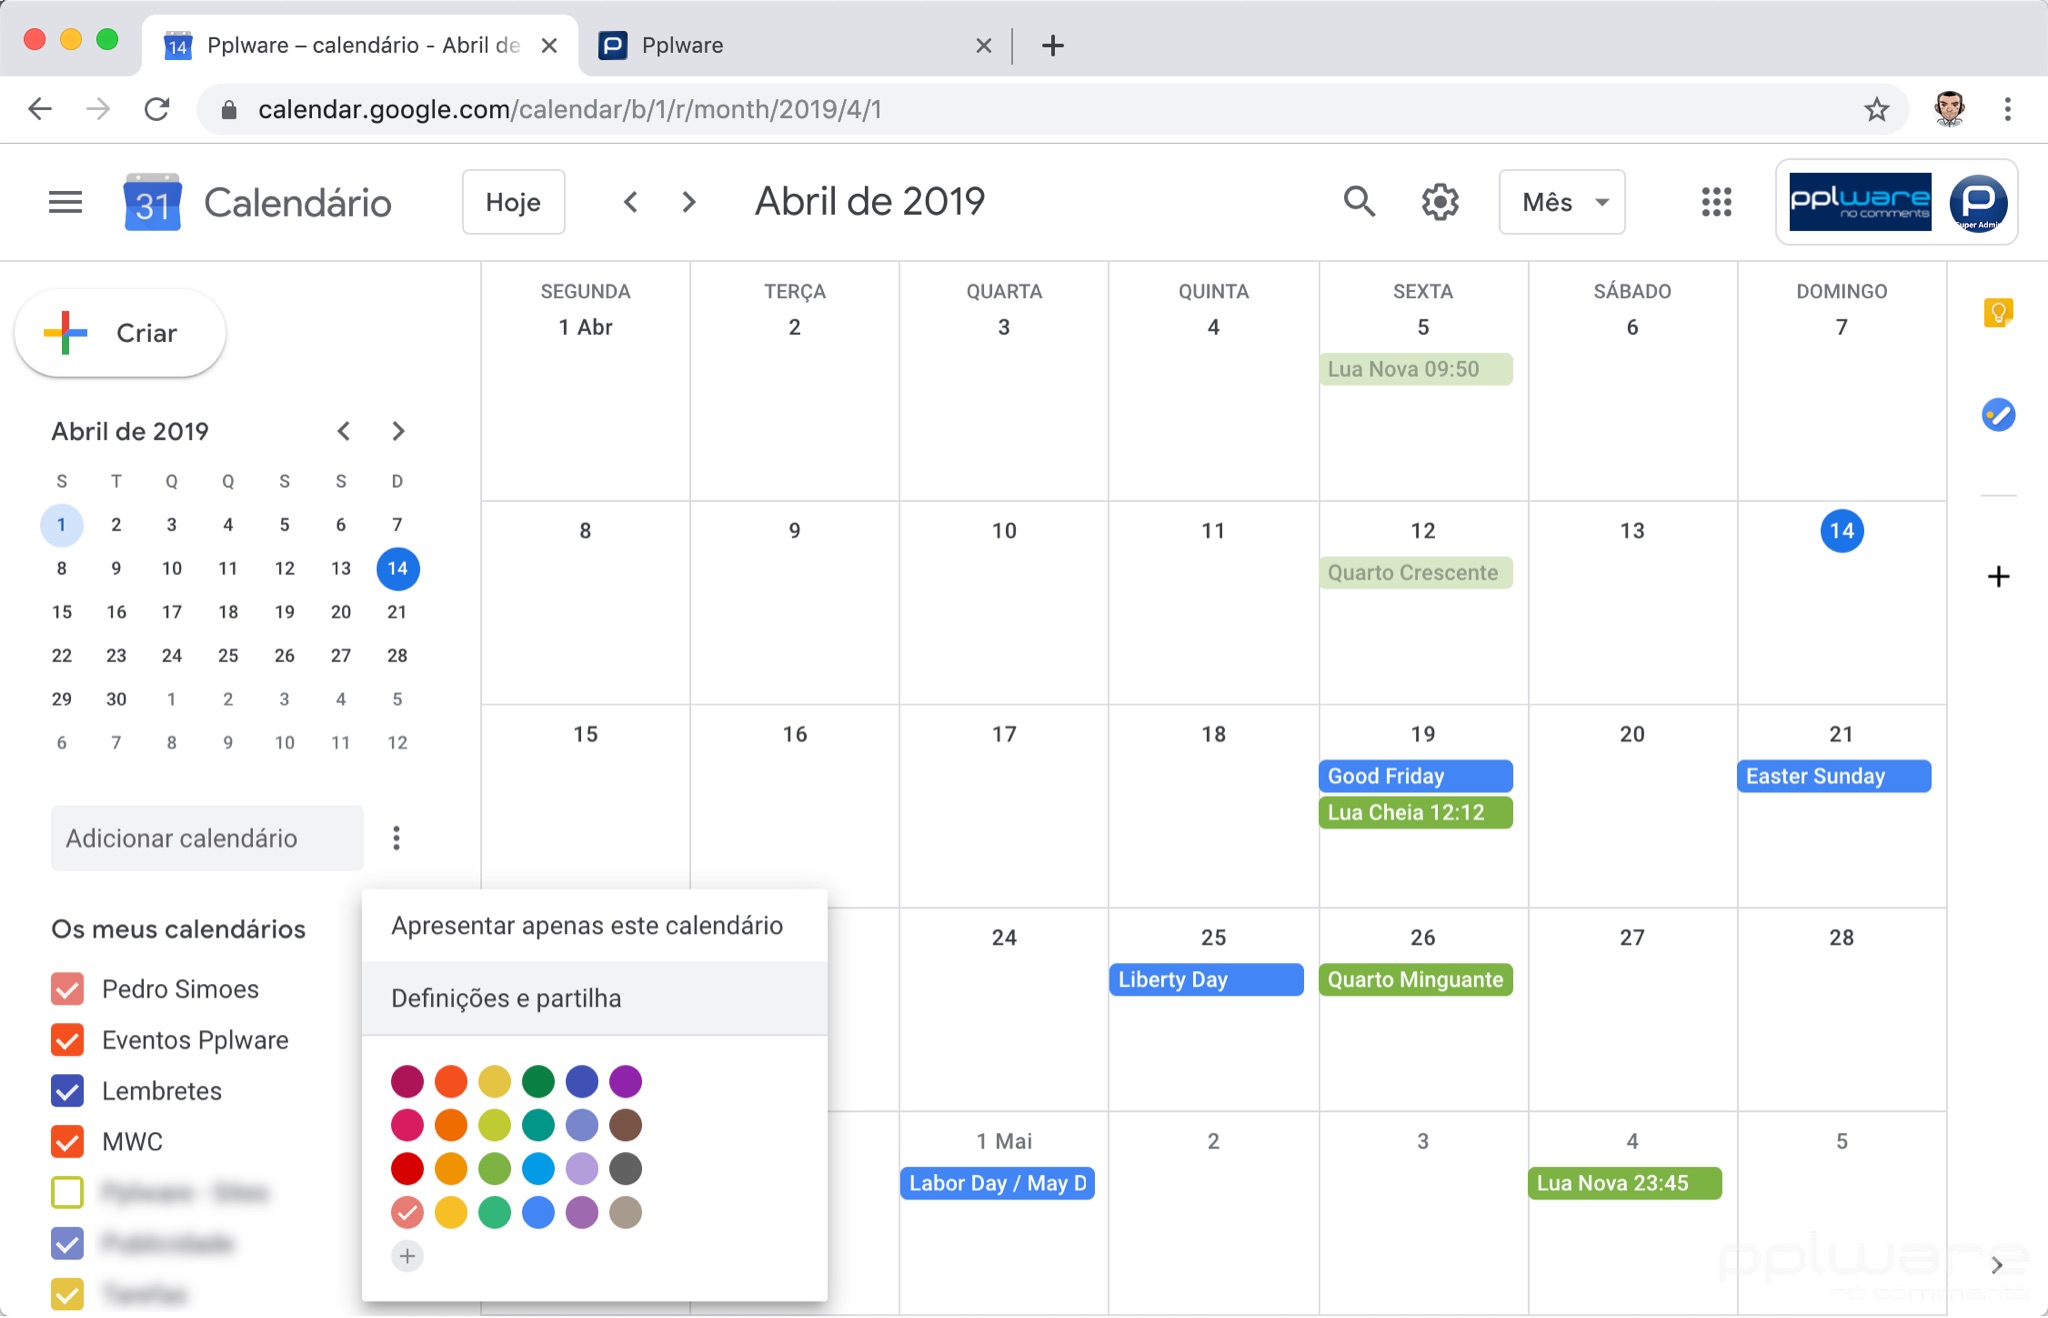 14
Pplware – calendário - Abril de
P
Pplware
calendar.google.com/calendar/b/1/r/month/2019/4/1
31
Calendário
Hoje
Abril de 2019
Mês
pplware
no comments
P
Criar
Abril de 2019
S T Q Q S S D
1 2 3 4 5 6 7
8 9 10 11 12 13 14
15 16 17 18 19 20 21
22 23 24 25 26 27 28
29 30 1 2 3 4 5
6 7 8 9 10 11 12
Adicionar calendário
Os meus calendários
Pedro Simoes
Eventos Pplware
Lembretes
MWC
Apresentar apenas este calendário
Definições e partilha
SEGUNDA TERÇA QUARTA QUINTA SEXTA SÁBADO DOMINGO
1 Abr 2 3 4 5 6 7
Lua Nova 09:50
8 9 10 11 12 13 14
Quarto Crescente
15 16 17 18 19 20 21
Good Friday Easter Sunday
Lua Cheia 12:12
24 25 26 27 28
Liberty Day Quarto Minguante
1 Mai 2 3 4 5
Labor Day / May D Lua Nova 23:45
pplware
no comments